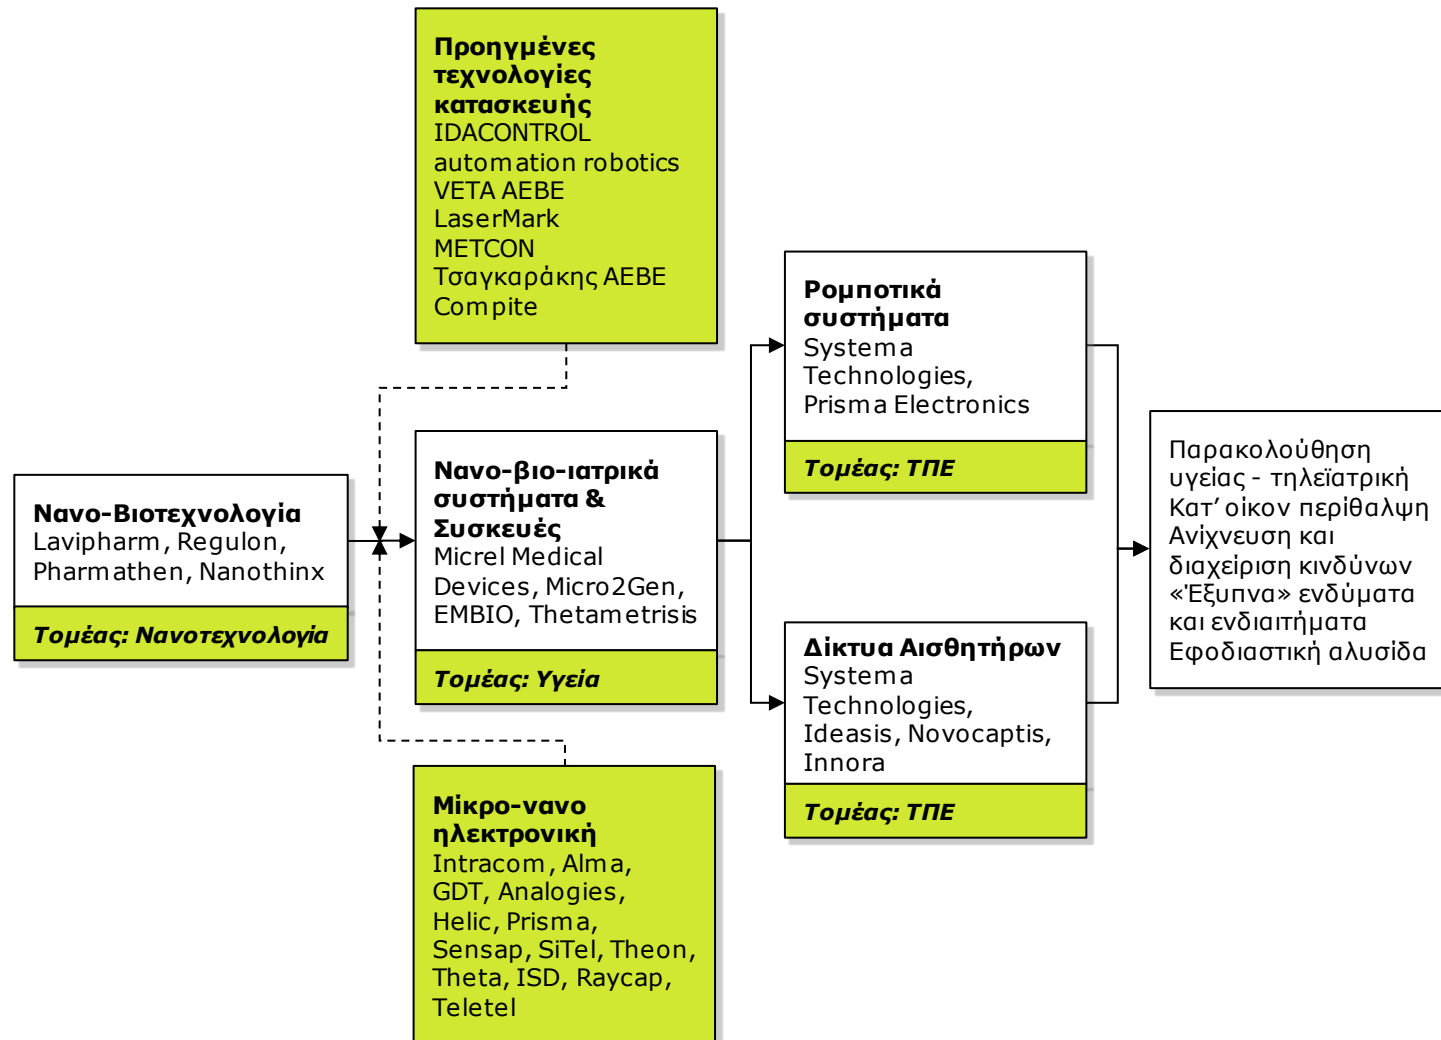 Προηγμένες
τεχνολογίες
κατασκευής
IDACONTROL
automation robotics
VETA AEBE
LaserMark
METCON
Τσαγκαράκης ΑΕΒΕ
Compite
Νανο-Βιοτεχνολογία
Lavipharm, Regulon,
Pharmathen, Nanothinx
Τομέας: Νανοτεχνολογία
Νανο-βιο-ιατρικά
συστήματα &
Συσκευές
Micrel Medical
Devices, Micro2Gen,
EMBIO, Thetametrisis
Τομέας: Υγεία
Μίκρο-νανο
ηλεκτρονική
Intracom, Alma,
GDT, Analogies,
Helic, Prisma,
Sensap, SiTel, Theon,
Theta, ISD, Raycap,
Teletel
Ρομποτικά
συστήματα
Systema
Technologies,
Prisma Electronics
Τομέας: ΤΠΕ
Δίκτυα Αισθητήρων
Systema
Technologies,
Ideasis, Novocaptis,
Innora
Τομέας: ΤΠΕ
Παρακολούθηση
υγείας - τηλεϊατρική
Κατ’ οίκον περίθαλψη
Ανίχνευση και
διαχείριση κινδύνων
«Έξυπνα» ενδύματα
και ενδιαιτήματα
Εφοδιαστική αλυσίδα